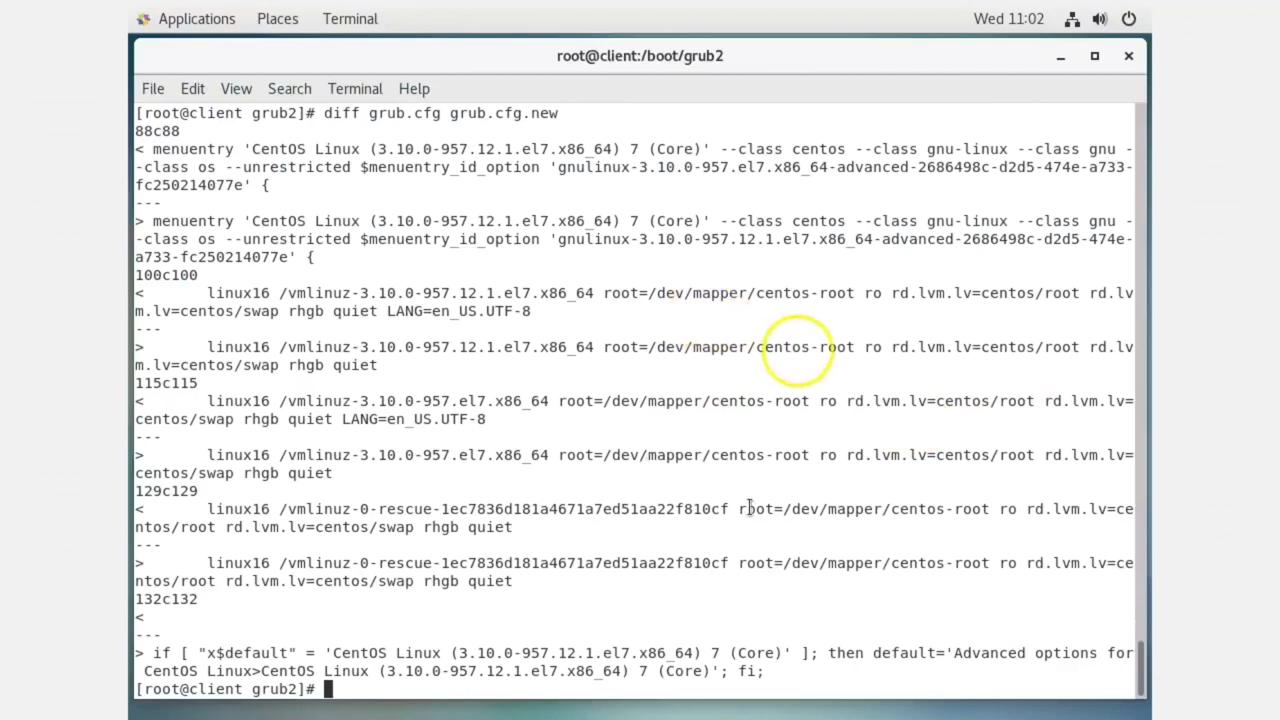 Applications Places Terminal Wed 11:02
root@client:/boot/grub2
File Edit View Search Terminal Help
[root@client grub2]# diff grub.cfg grub.cfg.new
88c88
< menuentry 'CentOS Linux (3.10.0-957.12.1.el7.x86_64) 7 (Core)' --class centos --class gnu-linux --class gnu -
-class os --unrestricted $menuentry_id_option 'gnulinux-3.10.0-957.el7.x86_64-advanced-2686498c-d2d5-474e-a733-
fc250214077e' {
---
> menuentry 'CentOS Linux (3.10.0-957.12.1.el7.x86_64) 7 (Core)' --class centos --class gnu-linux --class gnu -
-class os --unrestricted $menuentry_id_option 'gnulinux-3.10.0-957.12.1.el7.x86_64-advanced-2686498c-d2d5-474e-
a733-fc250214077e' {
100c100
< linux16 /vmlinuz-3.10.0-957.12.1.el7.x86_64 root=/dev/mapper/centos-root ro rd.lvm.lv=centos/root rd.lv
m.lv=centos/swap rhgb quiet LANG=en_US.UTF-8
---
> linux16 /vmlinuz-3.10.0-957.12.1.el7.x86_64 root=/dev/mapper/centos-root ro rd.lvm.lv=centos/root rd.lv
m.lv=centos/swap rhgb quiet
115c115
< linux16 /vmlinuz-3.10.0-957.el7.x86_64 root=/dev/mapper/centos-root ro rd.lvm.lv=centos/root rd.lvm.lv=
centos/swap rhgb quiet LANG=en_US.UTF-8
---
> linux16 /vmlinuz-3.10.0-957.el7.x86_64 root=/dev/mapper/centos-root ro rd.lvm.lv=centos/root rd.lvm.lv=
centos/swap rhgb quiet
129c129
< linux16 /vmlinuz-0-rescue-1ec7836d181a4671a7ed51aa22f810cf root=/dev/mapper/centos-root ro rd.lvm.lv=ce
ntos/root rd.lvm.lv=centos/swap rhgb quiet
---
> linux16 /vmlinuz-0-rescue-1ec7836d181a4671a7ed51aa22f810cf root=/dev/mapper/centos-root ro rd.lvm.lv=ce
ntos/root rd.lvm.lv=centos/swap rhgb quiet
132c132
<
---
> if [ "x$default" = 'CentOS Linux (3.10.0-957.12.1.el7.x86_64) 7 (Core)' ]; then default='Advanced options for
CentOS Linux>CentOS Linux (3.10.0-957.12.1.el7.x86_64) 7 (Core)'; fi;
[root@client grub2]#